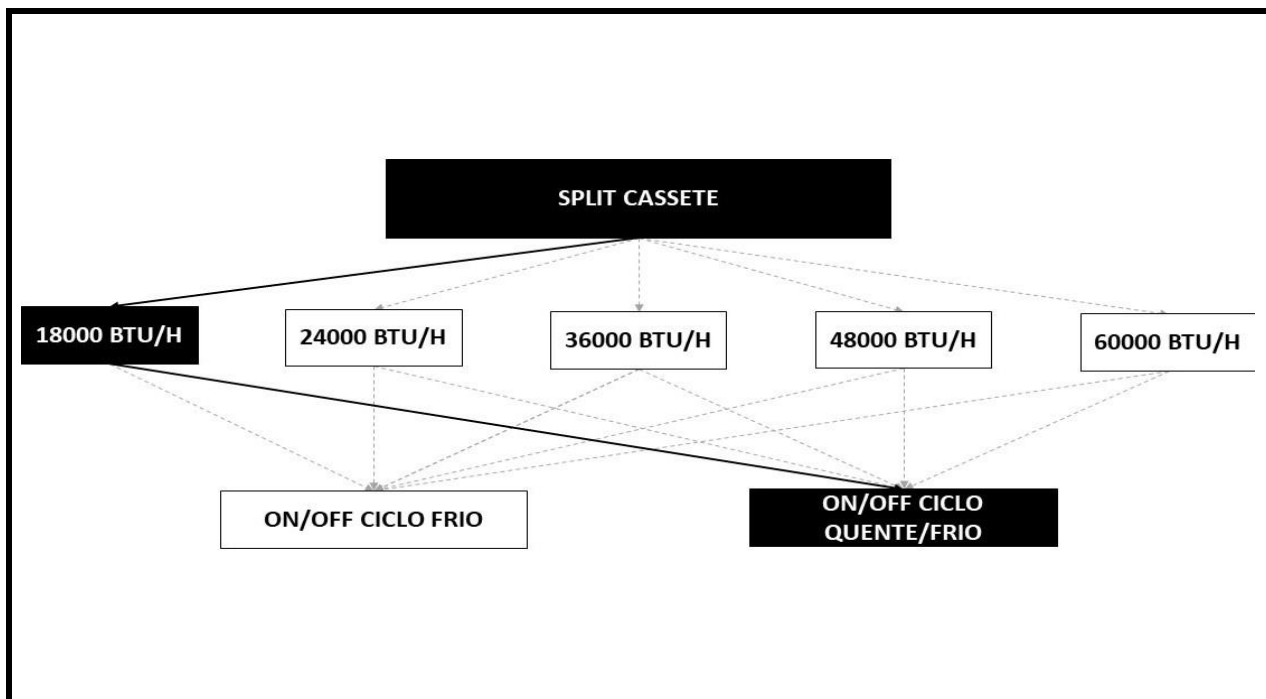 SPLIT CASSETE
18000 BTU/H
24000 BTU/H
36000 BTU/H
48000 BTU/H
60000 BTU/H
ON/OFF CICLO FRIO
ON/OFF CICLO
QUENTE/FRIO